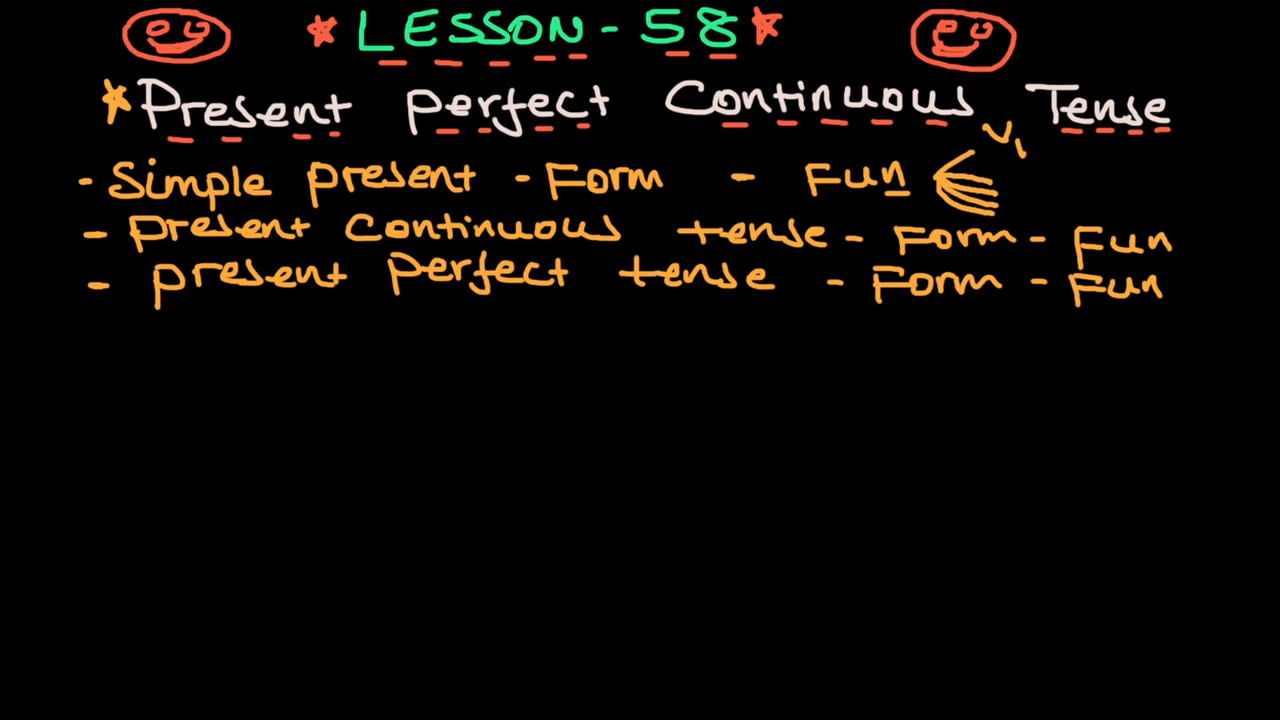 * LESSON - 58 *
* Present perfect Continuous Tense
- Simple present - Form - Fun V1
- present continuous tense - Form - Fun
- present perfect tense - Form - Fun